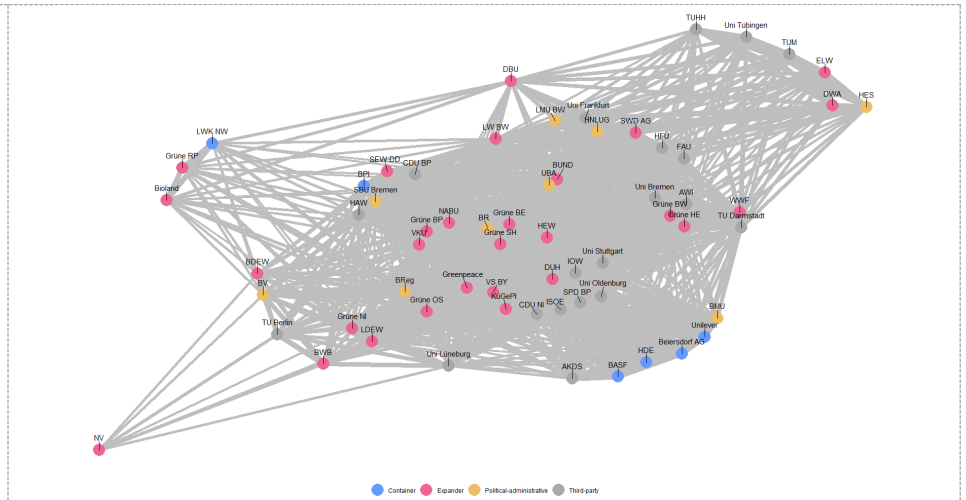 TUHH
Uni Tübingen
TUM
ELW
DBU
DWA
HES
LMU BW
Uni Frankfurt
HNLUG
SWD AG
LW BW
HFU
FAU
LWK NW
Grüne RP
SEW DD
CDU BP
Bioland
BPI
SBU Bremen
HAW
UBA
BUND
Uni Bremen
AWI
WWF
Grüne BW
Grüne HE
TU Darmstadt
NABU
Grüne BP
VKU
BR
Grüne BE
Grüne SH
HEW
Uni Stuttgart
IOW
BDEW
BV
DUH
Greenpeace
BReg
VS BY
KüGePl
Uni Oldenburg
SPD BP
ISOE
CDU NI
Grüne OS
BMU
Grüne NI
TU Berlin
Unilever
LDEW
Beiersdorf AG
BWB
Uni Lüneburg
HDE
BASF
AKDS
NV
Container Expander Political-administrative Third-party